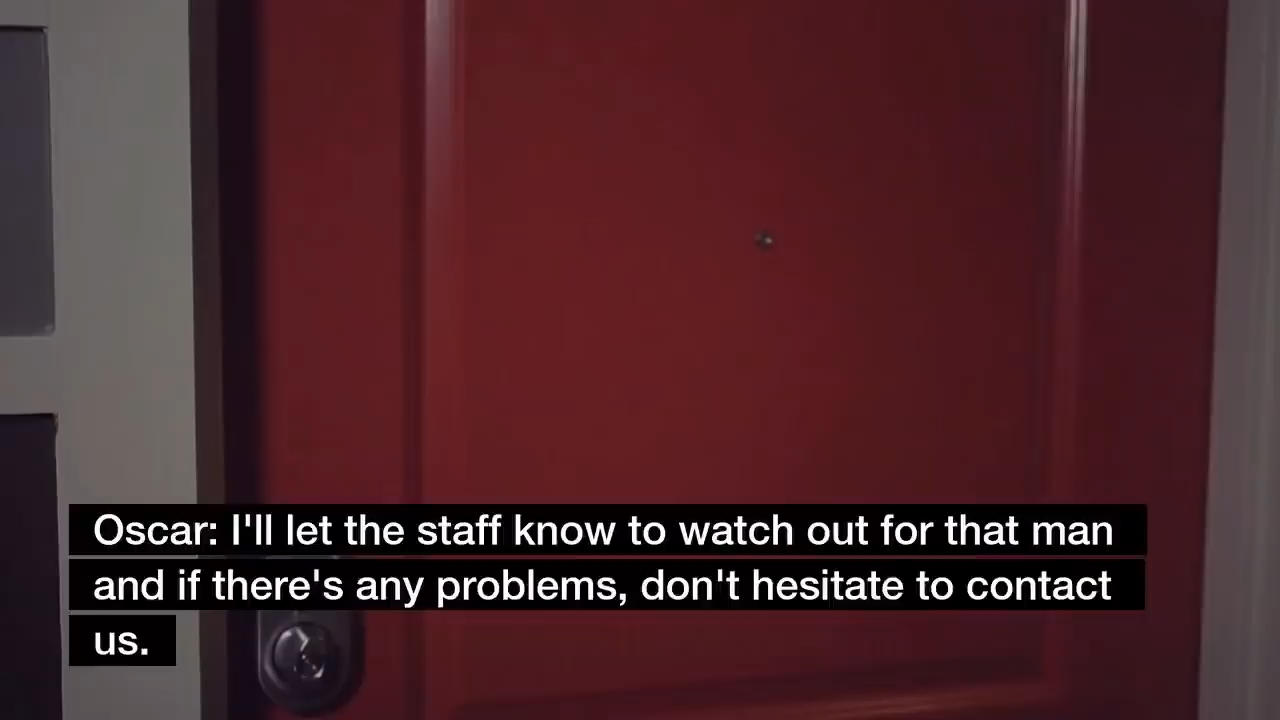 Oscar: I'll let the staff know to watch out for that man
and if there's any problems, don't hesitate to contact
us.